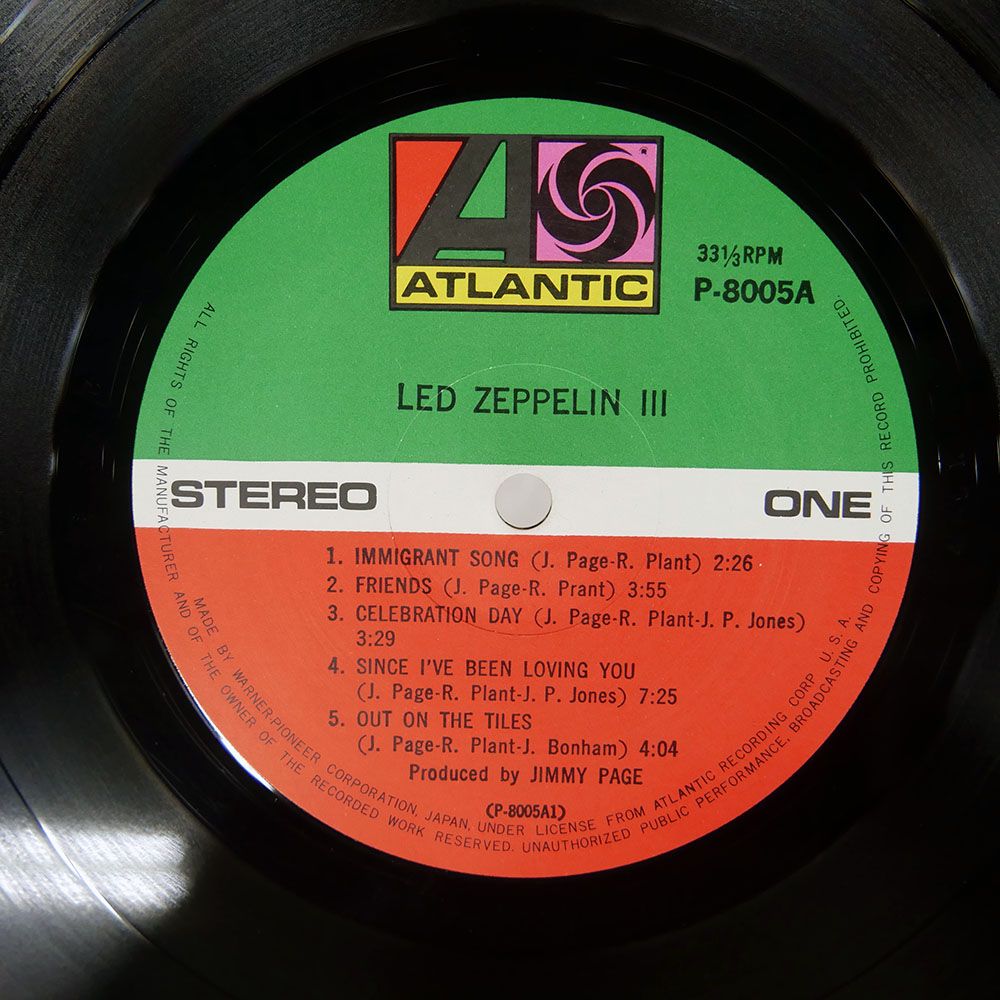 ATLANTIC
®
33⅓ RPM
P-8005A
LED ZEPPELIN III
STEREO
ONE
1. IMMIGRANT SONG (J. Page-R. Plant) 2:26
2. FRIENDS (J. Page-R. Prant) 3:55
3. CELEBRATION DAY (J. Page-R. Plant-J. P. Jones)
3:29
4. SINCE I'VE BEEN LOVING YOU
(J. Page-R. Plant-J. P. Jones) 7:25
5. OUT ON THE TILES
(J. Page-R. Plant-J. Bonham) 4:04
Produced by JIMMY PAGE
(P-8005A1)
MADE BY WARNER-PIONEER CORPORATION, JAPAN, UNDER LICENSE FROM ATLANTIC RECORDING CORP U. S. A.
ALL RIGHTS OF THE MANUFACTURER AND OF THE OWNER OF THE RECORDED WORK RESERVED. UNAUTHORIZED PUBLIC PERFORMANCE, BROADCASTING AND COPYING OF THIS RECORD PROHIBITED.